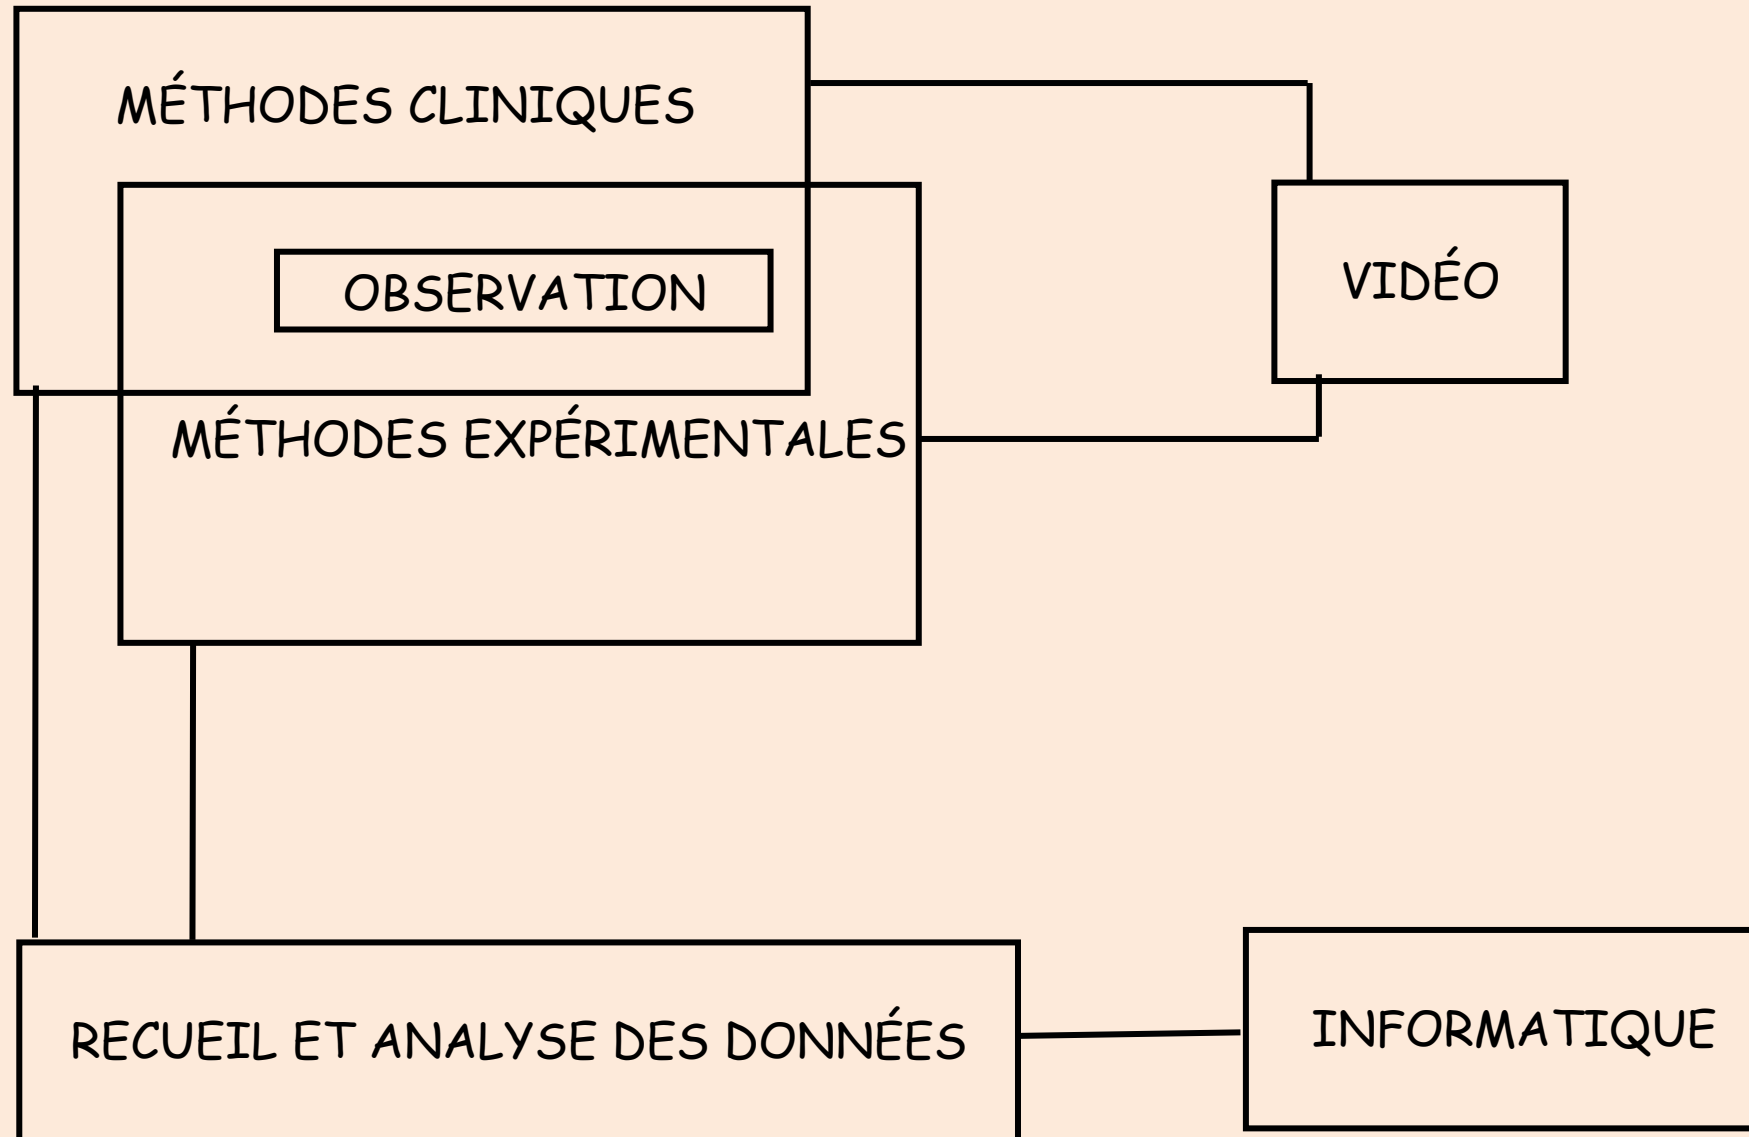 MÉTHODES CLINIQUES
OBSERVATION
VIDÉO
MÉTHODES EXPÉRIMENTALES
RECUEIL ET ANALYSE DES DONNÉES
INFORMATIQUE